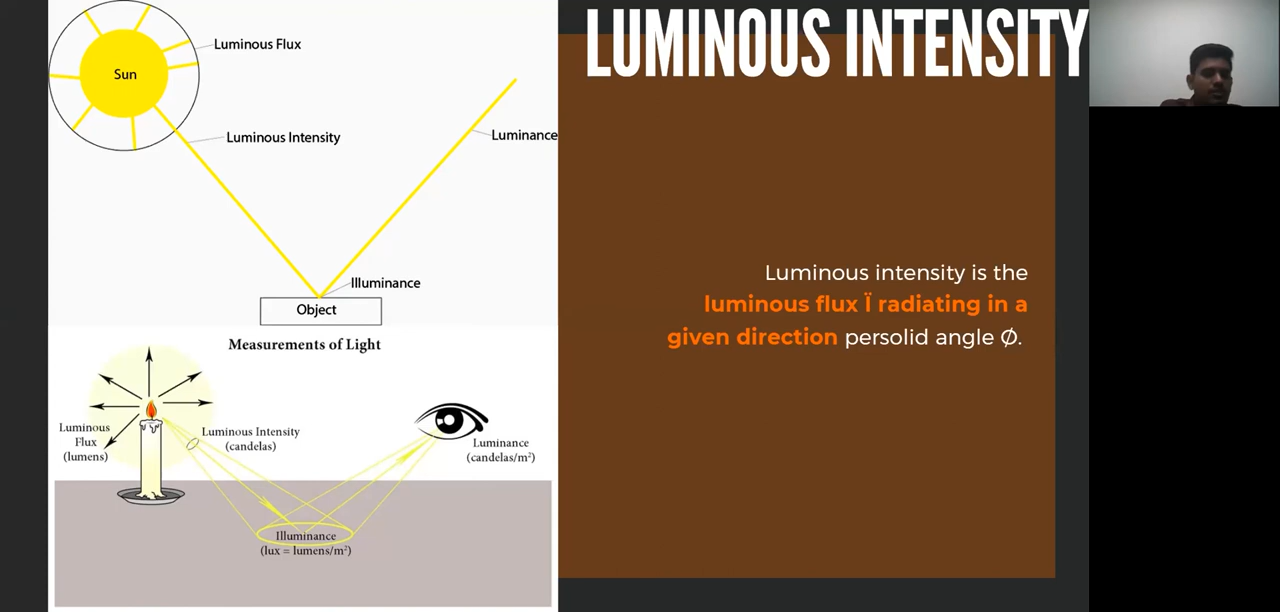 LUMINOUS INTENSITY
Luminous Flux
Sun
Luminous Intensity
Luminance
Illuminance
Object
Luminous intensity is the
luminous flux Ï radiating in a
given direction persolid angle Ø.
Measurements of Light
Luminous
Flux
(lumens)
Luminous Intensity
(candelas)
Luminance
(candelas/m²)
Illuminance
(lux = lumens/m²)